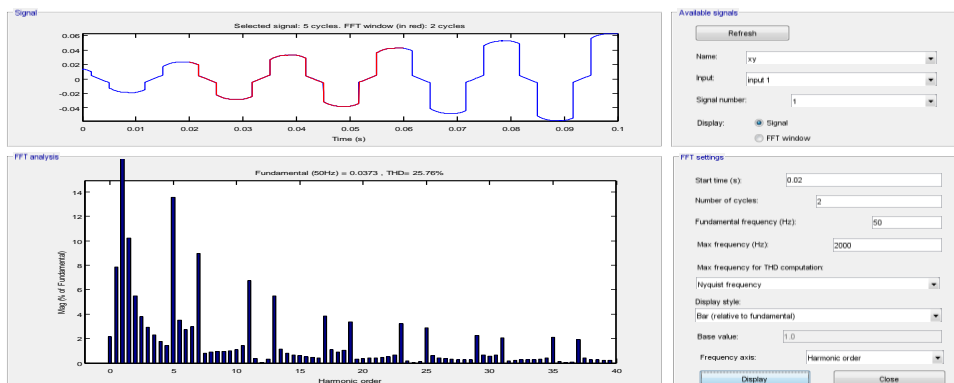 Signal
Selected signal: 5 cycles. FFT window (in red): 2 cycles
0.06
0.04
0.02
0
-0.02
-0.04
0 0.01 0.02 0.03 0.04 0.05 0.06 0.07 0.08 0.09 0.1
Time (s)
Available signals
Refresh
Name: xy
Input: input 1
Signal number: 1
Display: Signal
FFT window
FFT analysis
Fundamental (50Hz) = 0.0373 , THD= 25.76%
Mag (% of Fundamental)
14
12
10
8
6
4
2
0
0 5 10 15 20 25 30 35 40
Harmonic order
FFT settings
Start time (s): 0.02
Number of cycles: 2
Fundamental frequency (Hz): 50
Max frequency (Hz): 2000
Max frequency for THD computation:
Nyquist frequency
Display style:
Bar (relative to fundamental)
Base value: 1.0
Frequency axis: Harmonic order
Display Close